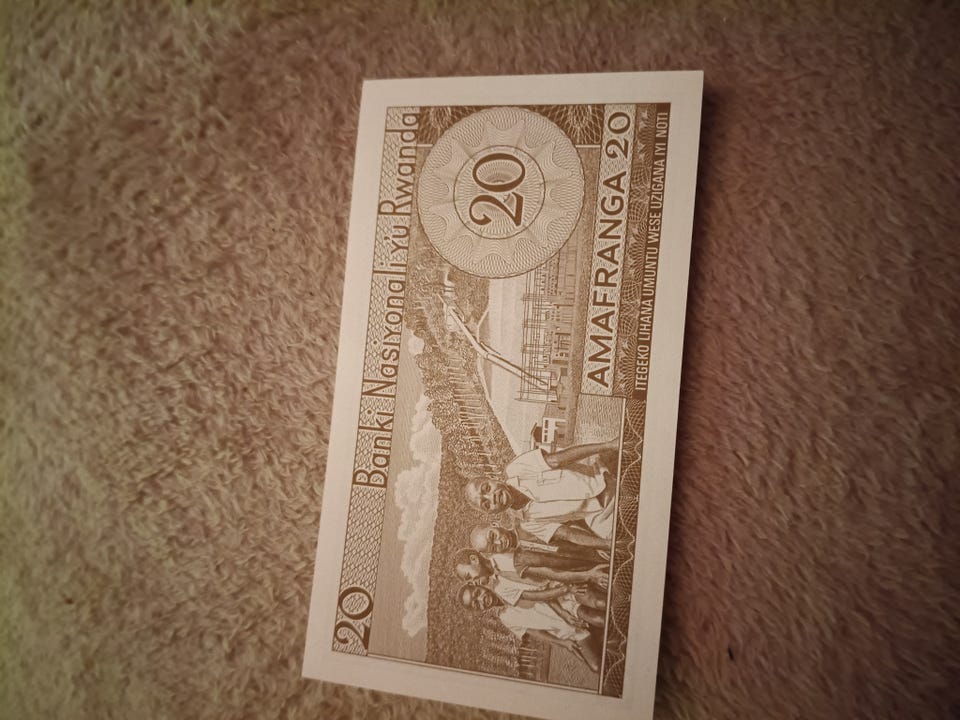 20
Banki Nasiyonali y'u Rwanda
20
AMAFRANGA 20
ITEGEKO LIHANA UMUNTU WESE UZIGANA IYI NOTI